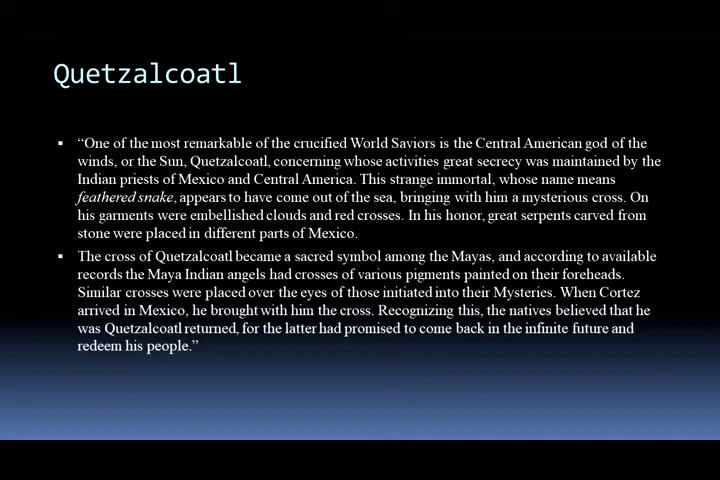 Quetzalcoatl
▪ “One of the most remarkable of the crucified World Saviors is the Central American god of the
winds, or the Sun, Quetzalcoatl, concerning whose activities great secrecy was maintained by the
Indian priests of Mexico and Central America. This strange immortal, whose name means
feathered snake, appears to have come out of the sea, bringing with him a mysterious cross. On
his garments were embellished clouds and red crosses. In his honor, great serpents carved from
stone were placed in different parts of Mexico.
▪ The cross of Quetzalcoatl became a sacred symbol among the Mayas, and according to available
records the Maya Indian angels had crosses of various pigments painted on their foreheads.
Similar crosses were placed over the eyes of those initiated into their Mysteries. When Cortez
arrived in Mexico, he brought with him the cross. Recognizing this, the natives believed that he
was Quetzalcoatl returned, for the latter had promised to come back in the infinite future and
redeem his people.”